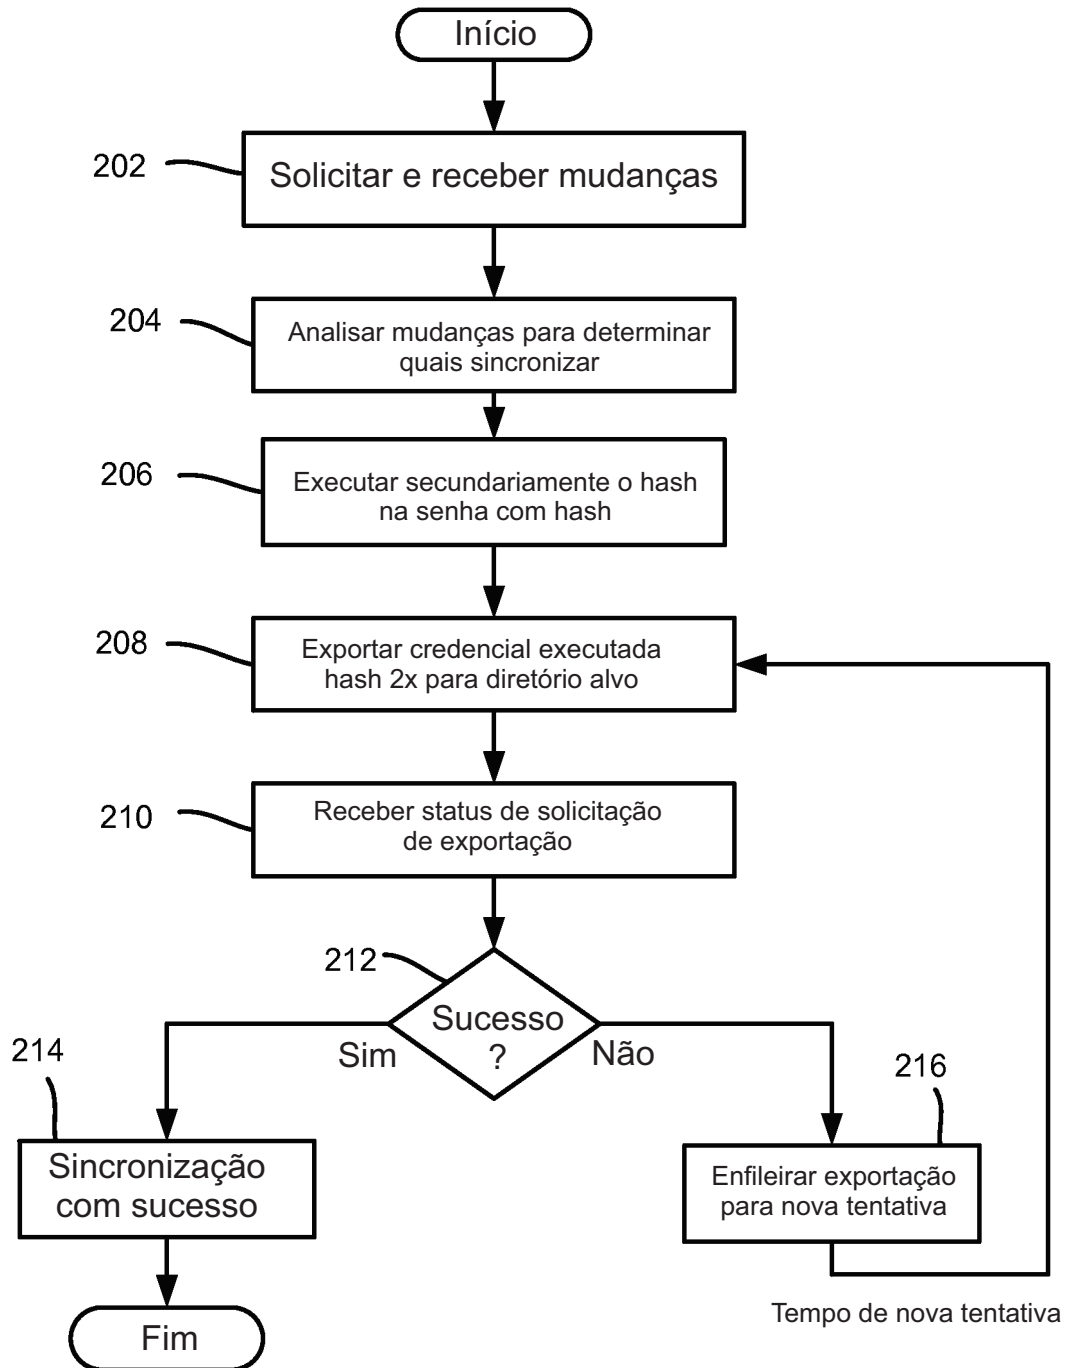 Início
202
Solicitar e receber mudanças
204
Analisar mudanças para determinar
quais sincronizar
206
Executar secundariamente o hash
na senha com hash
208
Exportar credencial executada
hash 2x para diretório alvo
210
Receber status de solicitação
de exportação
212
Sucesso
?
Sim
Não
214
Sincronização
com sucesso
216
Enfileirar exportação
para nova tentativa
Tempo de nova tentativa
Fim